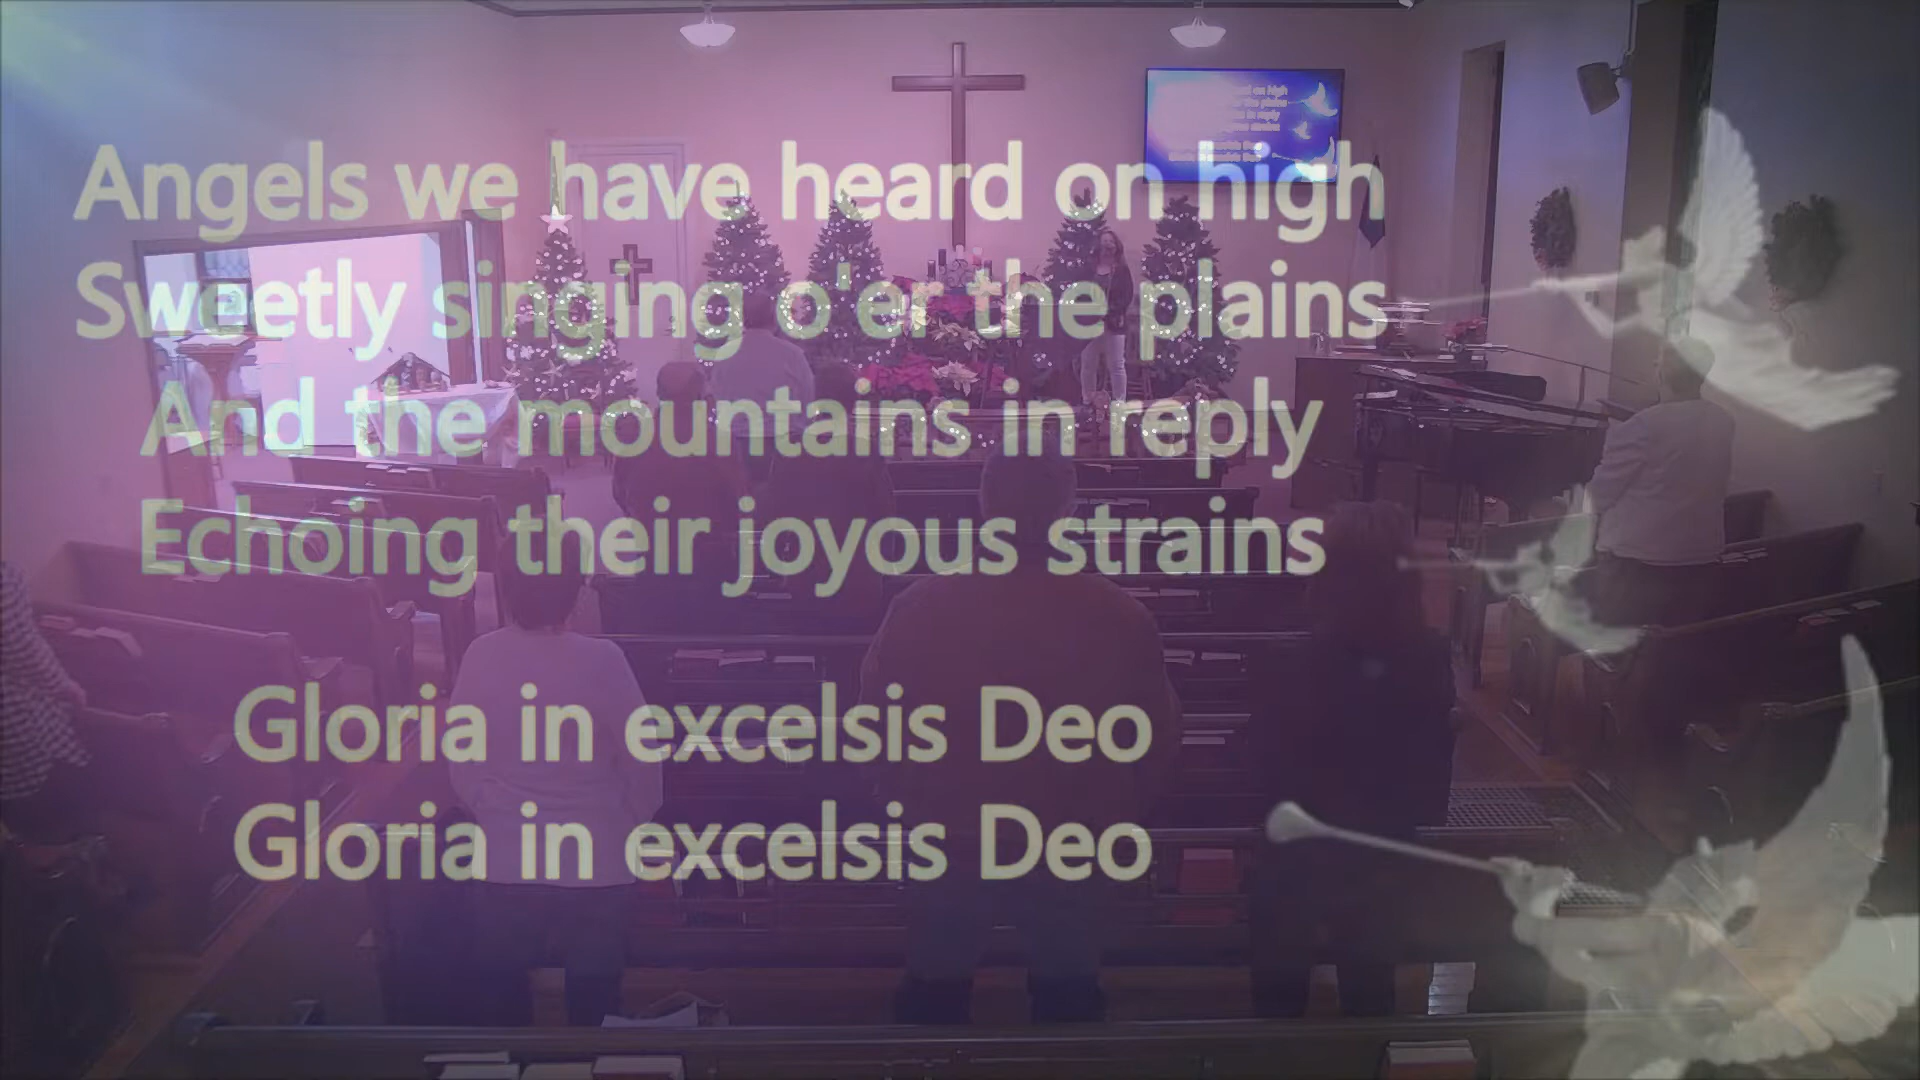 Angels we have heard on high
Sweetly singing o'er the plains
And the mountains in reply
Echoing their joyous strains
Gloria in excelsis Deo
Gloria in excelsis Deo